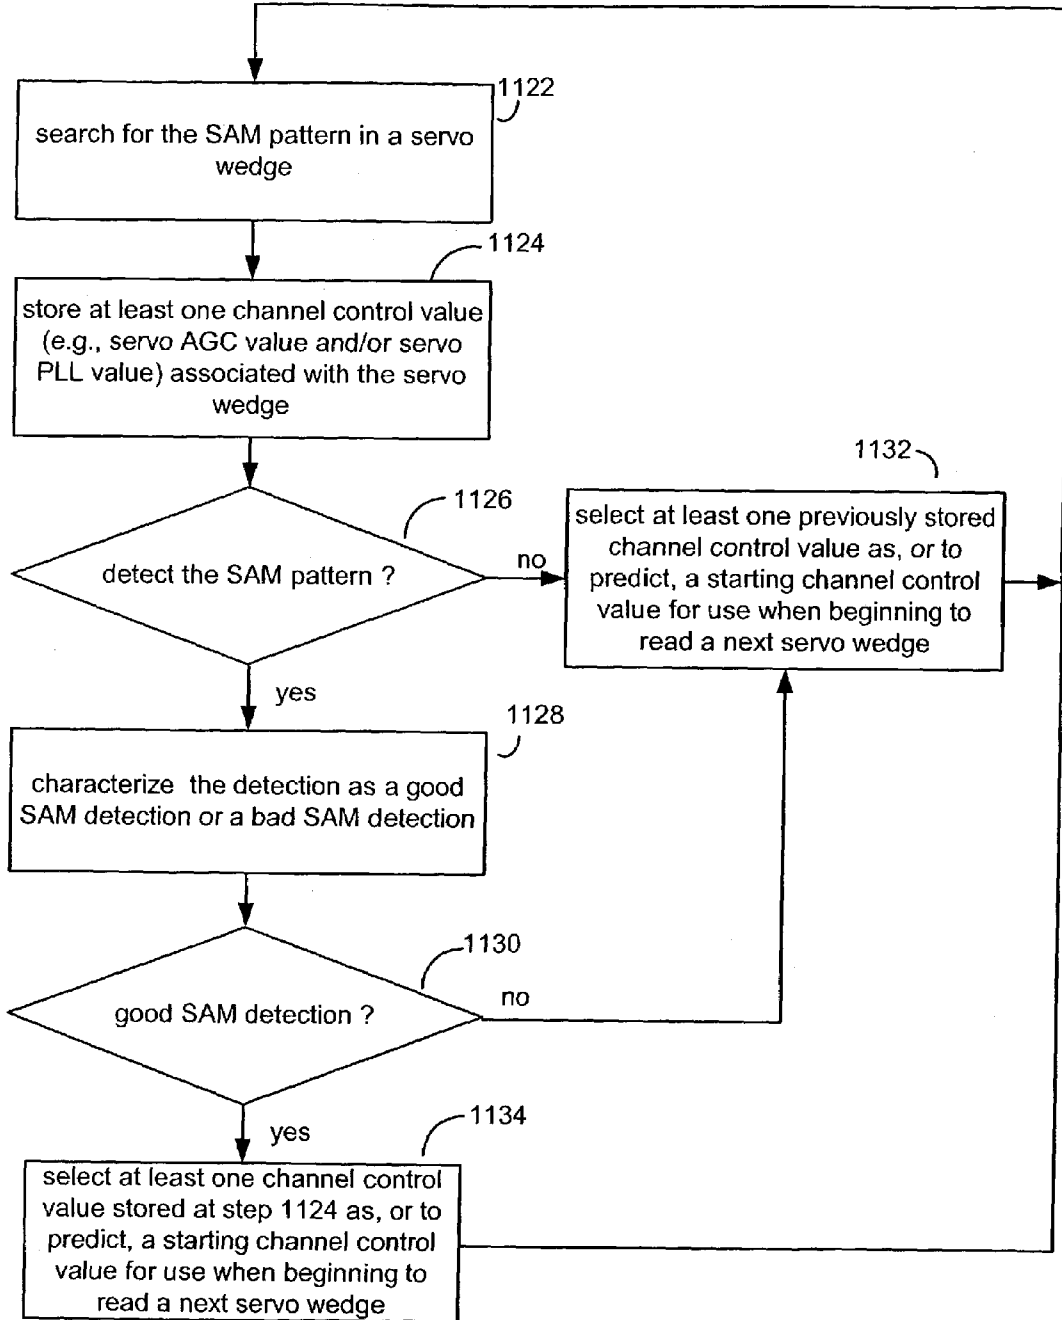 1122
search for the SAM pattern in a servo
wedge
1124
store at least one channel control value
(e.g., servo AGC value and/or servo
PLL value) associated with the servo
wedge
1126
detect the SAM pattern ?
no
yes
1132
select at least one previously stored
channel control value as, or to
predict, a starting channel control
value for use when beginning to
read a next servo wedge
1128
characterize the detection as a good
SAM detection or a bad SAM detection
1130
good SAM detection ?
no
yes
1134
select at least one channel control
value stored at step 1124 as, or to
predict, a starting channel control
value for use when beginning to
read a next servo wedge